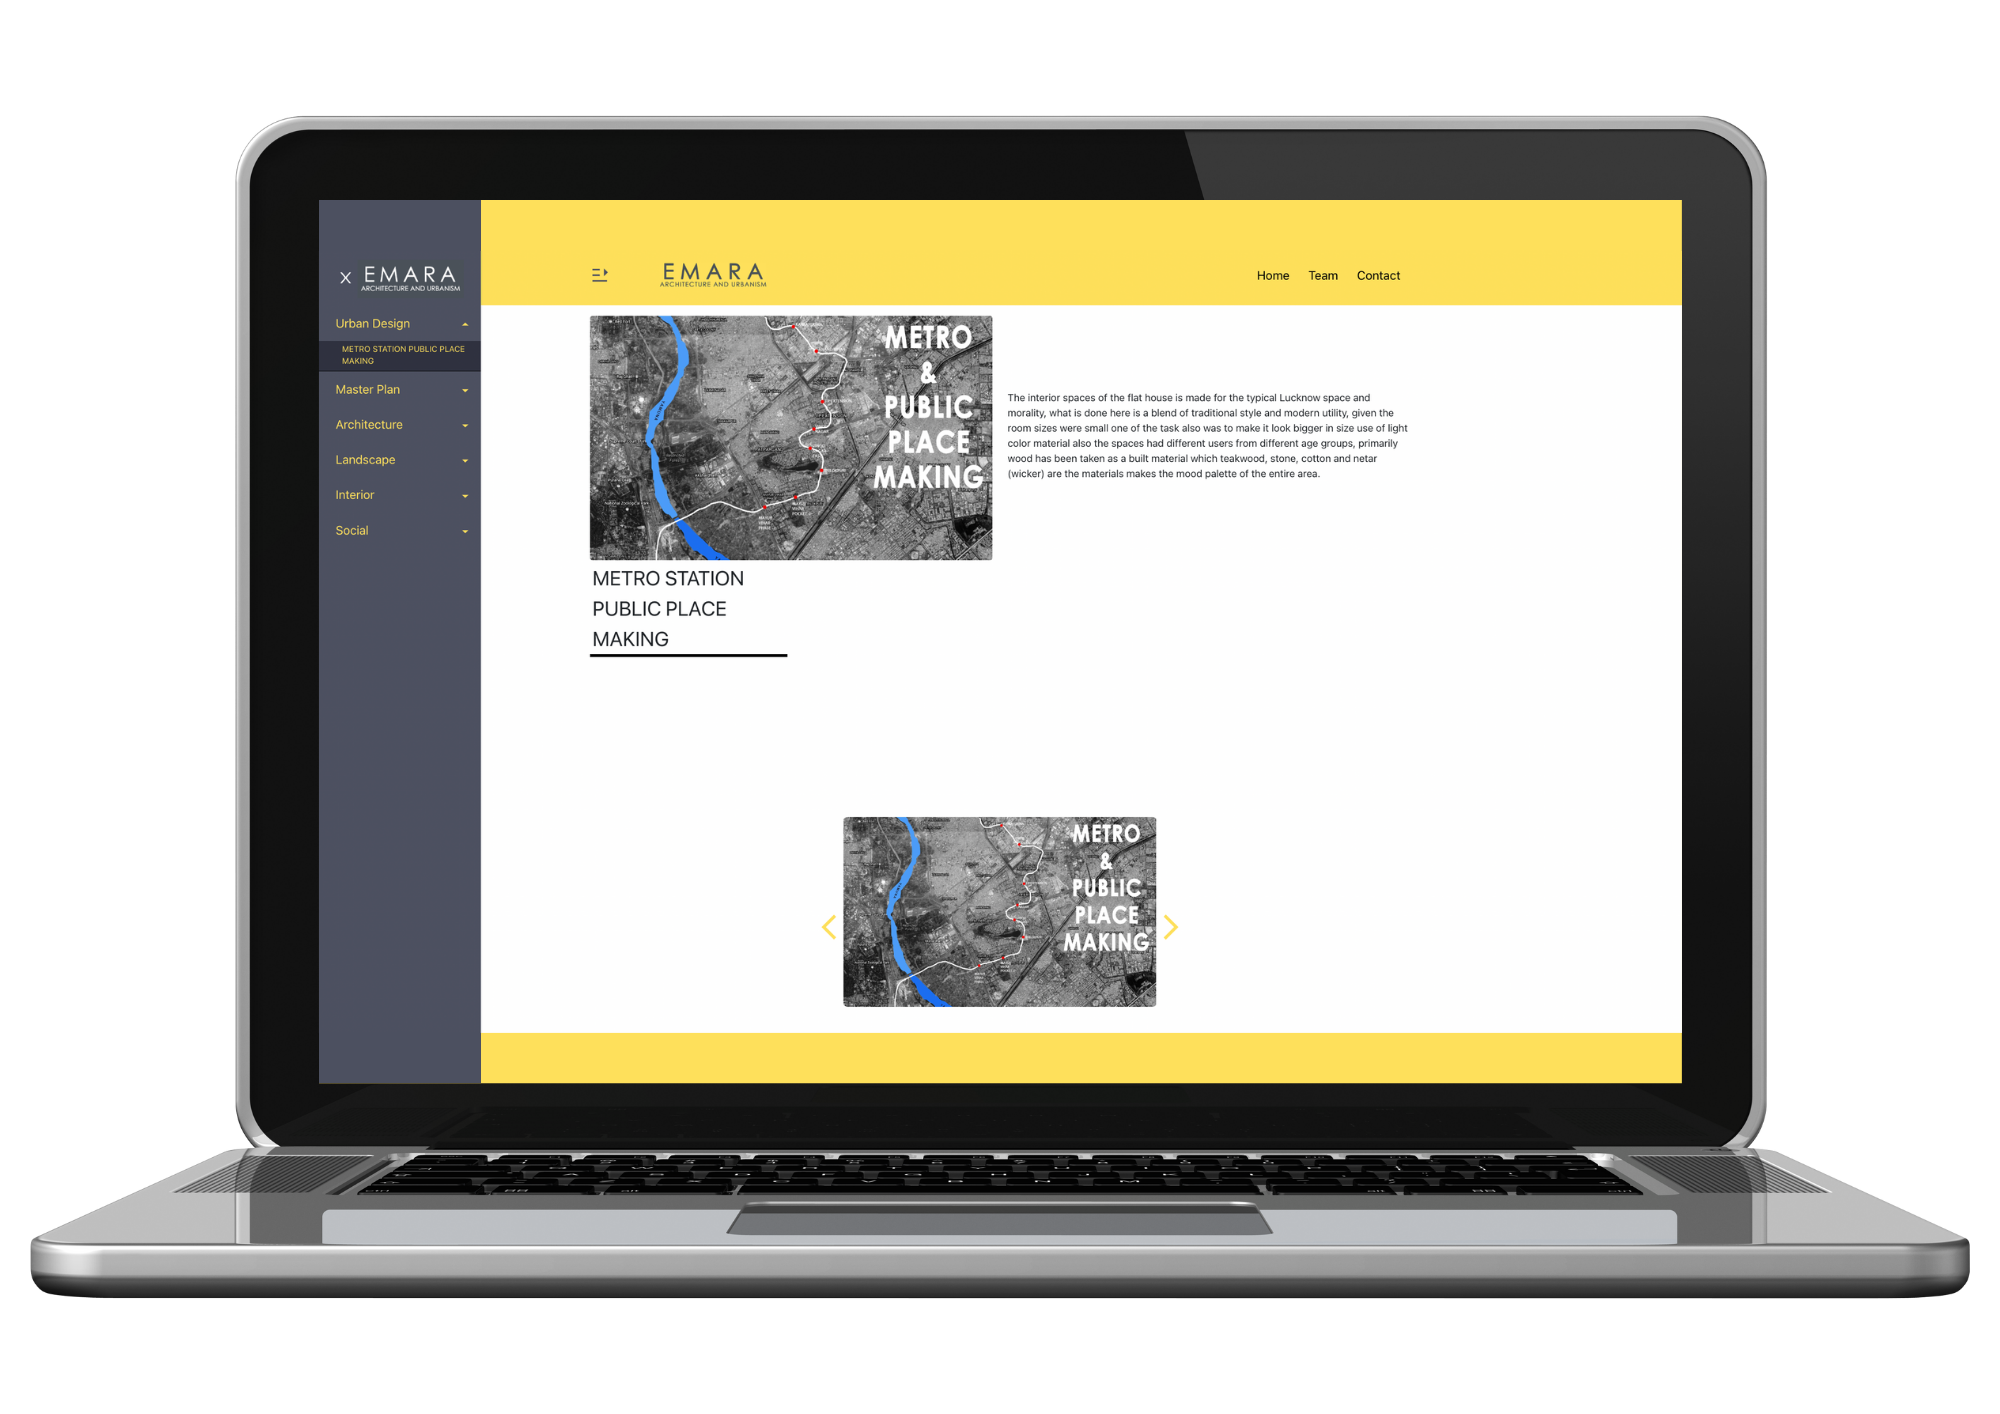 X EMARA
ARCHITECTURE AND URBANISM
Urban Design
METRO STATION PUBLIC PLACE
MAKING
Master Plan
Architecture
Landscape
Interior
Social
EMARA
ARCHITECTURE AND URBANISM
Home Team Contact
METRO
&
PUBLIC
PLACE
MAKING
The interior spaces of the flat house is made for the typical Lucknow space and
morality, what is done here is a blend of traditional style and modern utility, given the
room sizes were small one of the task also was to make it look bigger in size use of light
color material also the spaces had different users from different age groups, primarily
wood has been taken as a built material which teakwood, stone, cotton and netar
(wicker) are the materials makes the mood palette of the entire area.
METRO STATION
PUBLIC PLACE
MAKING
METRO
&
PUBLIC
PLACE
MAKING